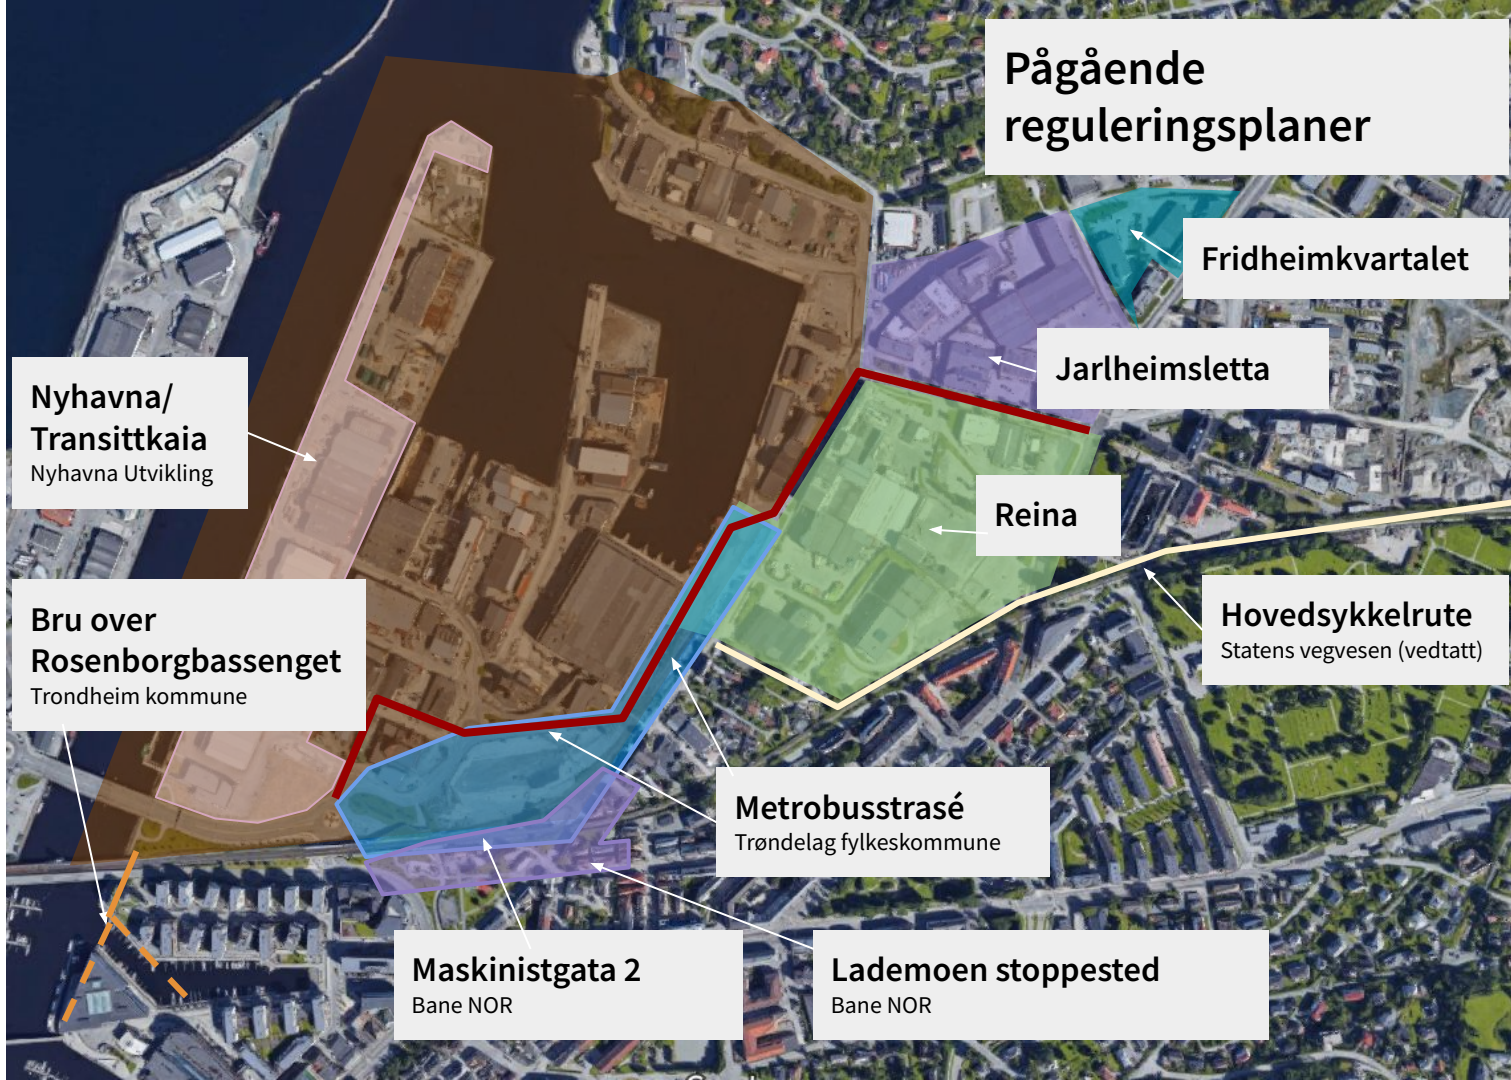 Pågående
reguleringsplaner
Fridheimkvartalet
Jarlheimsletta
Nyhavna/
Transittkaia
Nyhavna Utvikling
Reina
Bru over
Rosenborgbassenget
Trondheim kommune
Hovedsykkelrute
Statens vegvesen (vedtatt)
Metrobusstrasé
Trøndelag fylkeskommune
Maskinistgata 2
Bane NOR
Lademoen stoppested
Bane NOR